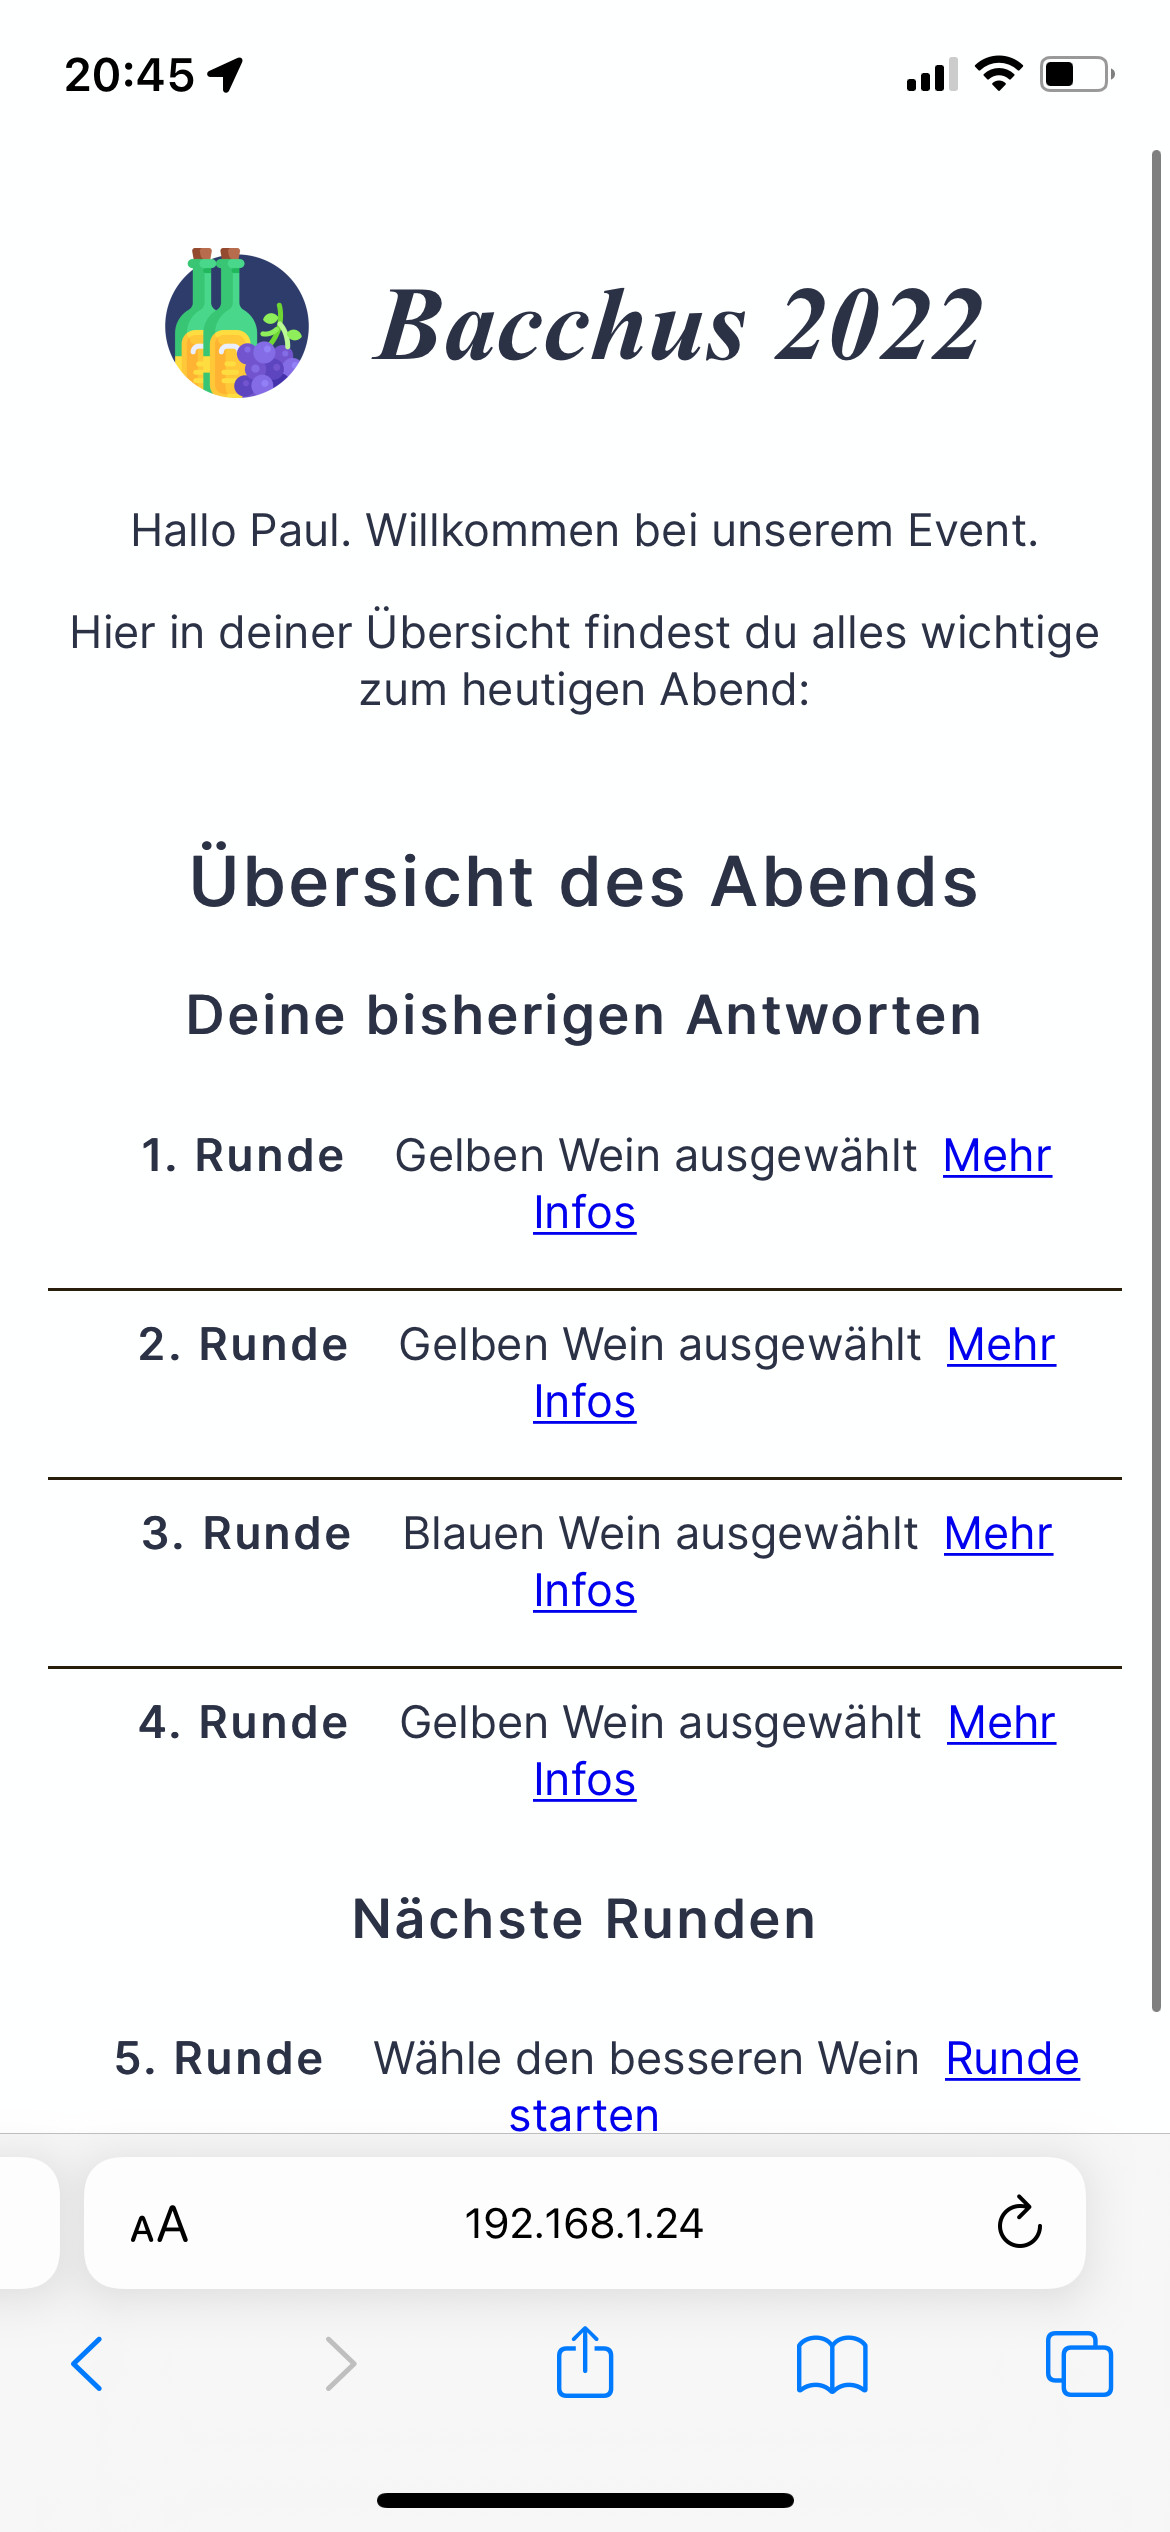 20:45
Bacchus 2022
Hallo Paul. Willkommen bei unserem Event.
Hier in deiner Übersicht findest du alles wichtige
zum heutigen Abend:
Übersicht des Abends
Deine bisherigen Antworten
1. Runde Gelben Wein ausgewählt Mehr
Infos
2. Runde Gelben Wein ausgewählt Mehr
Infos
3. Runde Blauen Wein ausgewählt Mehr
Infos
4. Runde Gelben Wein ausgewählt Mehr
Infos
Nächste Runden
5. Runde Wähle den besseren Wein Runde
starten
AA 192.168.1.24